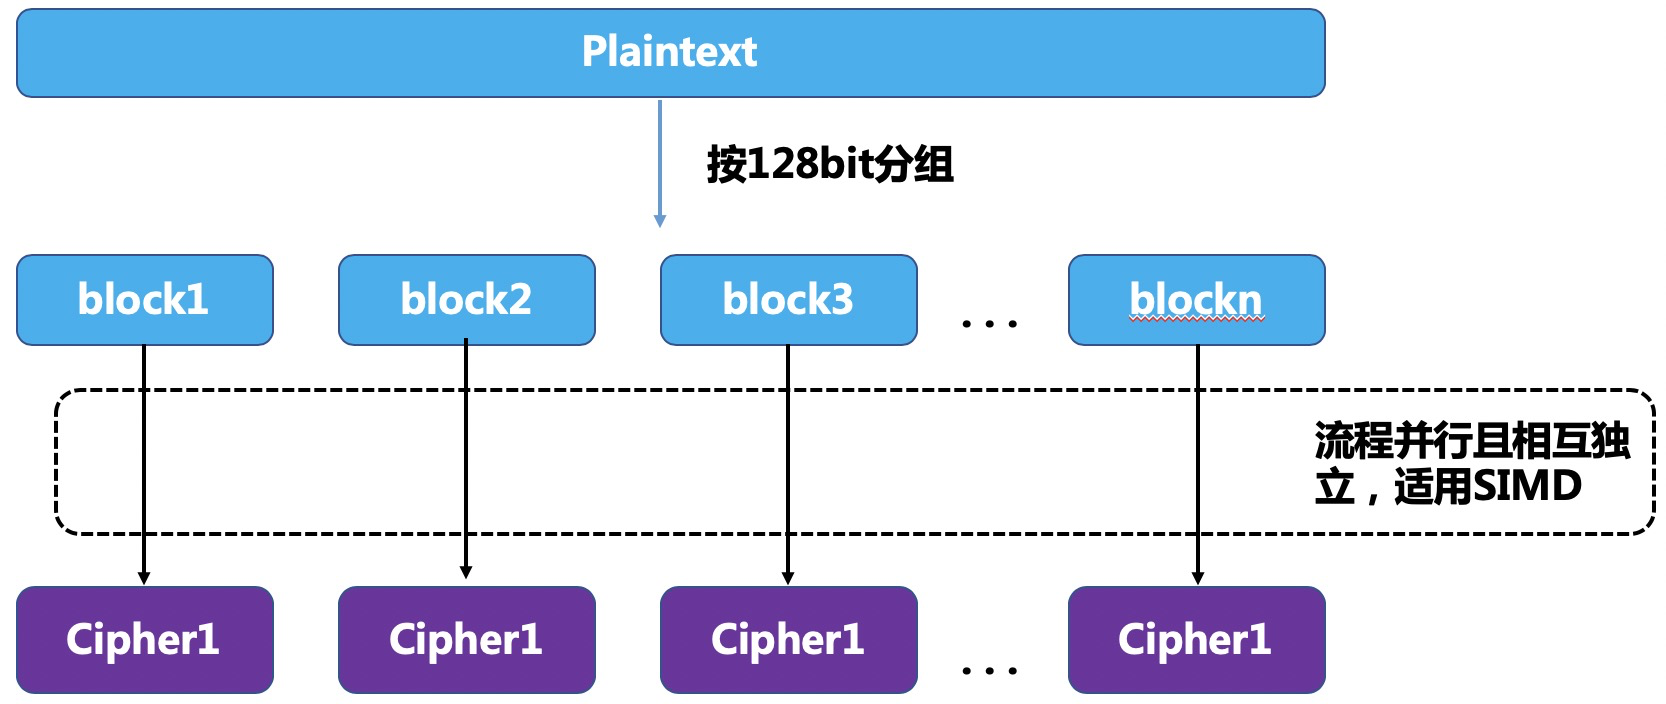 Plaintext
按128bit分组
block1
block2
block3
...
blockn
流程并行且相互独
立，适用SIMD
Cipher1
Cipher1
Cipher1
...
Cipher1